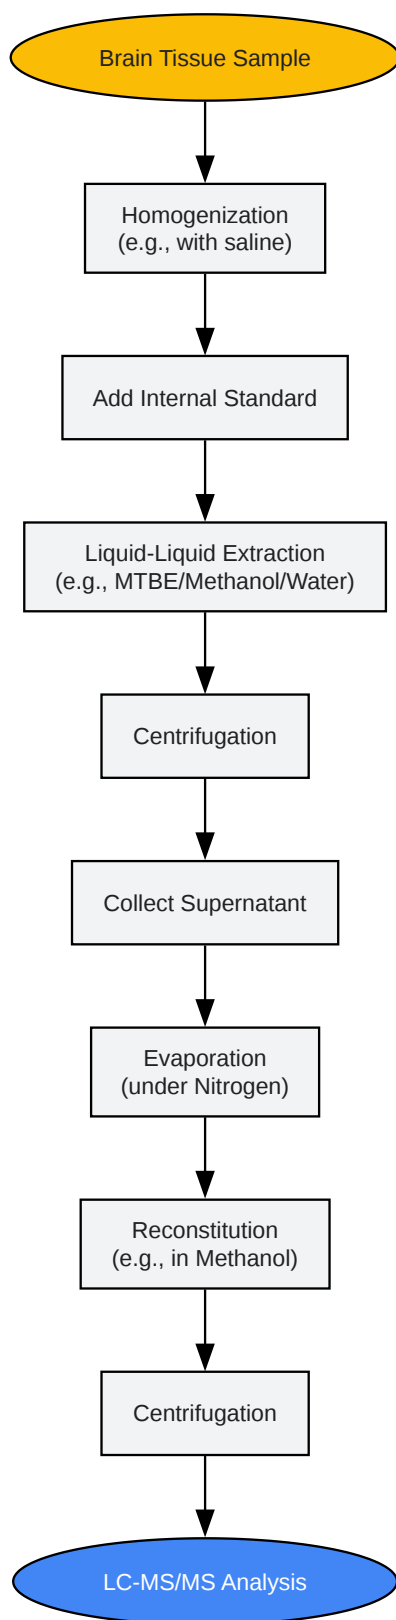 Brain Tissue Sample
Homogenization
(e.g., with saline)
Add Internal Standard
Liquid-Liquid Extraction
(e.g., MTBE/Methanol/Water)
Centrifugation
Collect Supernatant
Evaporation
(under Nitrogen)
Reconstitution
(e.g., in Methanol)
Centrifugation
LC-MS/MS Analysis